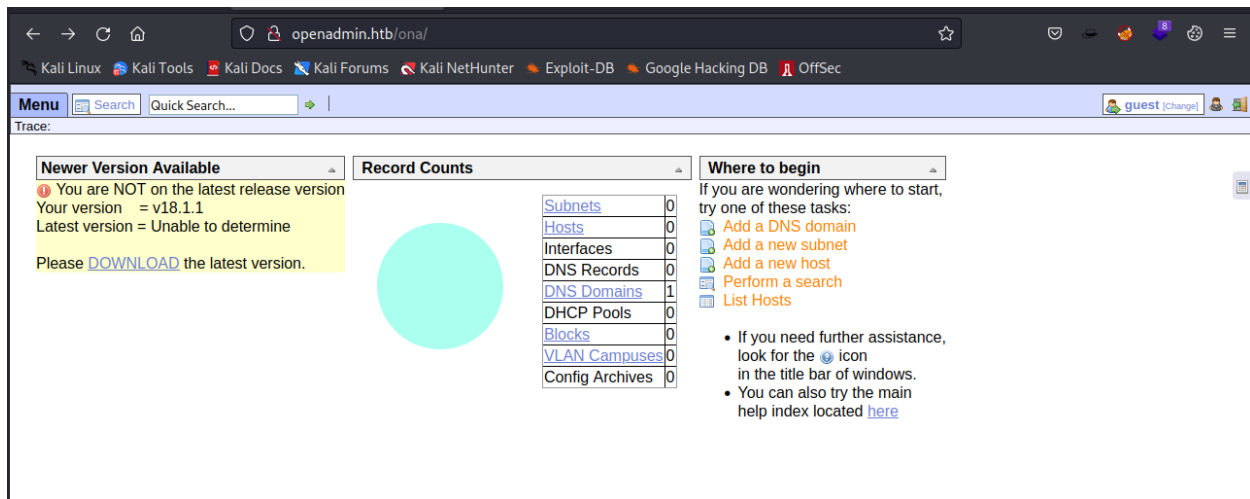 openadmin.htb/ona/
8
Kali Linux Kali Tools Kali Docs Kali Forums Kali NetHunter Exploit-DB Google Hacking DB OffSec
Menu Search Quick Search... guest [Change]
Trace:
Newer Version Available
You are NOT on the latest release version
Your version = v18.1.1
Latest version = Unable to determine
Please DOWNLOAD the latest version.
Record Counts
Subnets 0
Hosts 0
Interfaces 0
DNS Records 0
DNS Domains 1
DHCP Pools 0
Blocks 0
VLAN Campuses 0
Config Archives 0
Where to begin
If you are wondering where to start,
try one of these tasks:
Add a DNS domain
Add a new subnet
Add a new host
Perform a search
List Hosts
• If you need further assistance,
look for the icon
in the title bar of windows.
• You can also try the main
help index located here